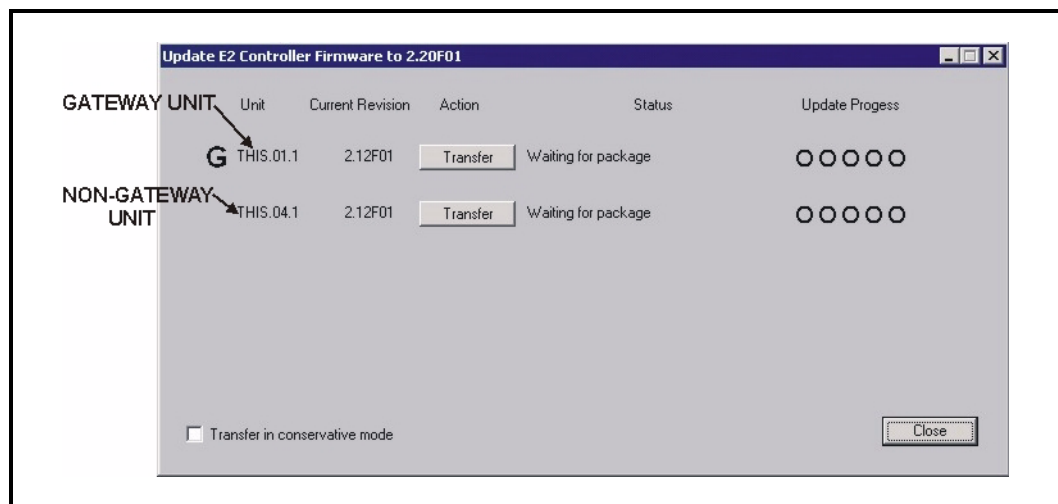 Update E2 Controller Firmware to 2.20F01
GATEWAY UNIT Unit Current Revision Action Status Update Progess
G THIS.01.1 2.12F01 Transfer Waiting for package
NON-GATEWAY
UNIT THIS.04.1 2.12F01 Transfer Waiting for package
Transfer in conservative mode Close